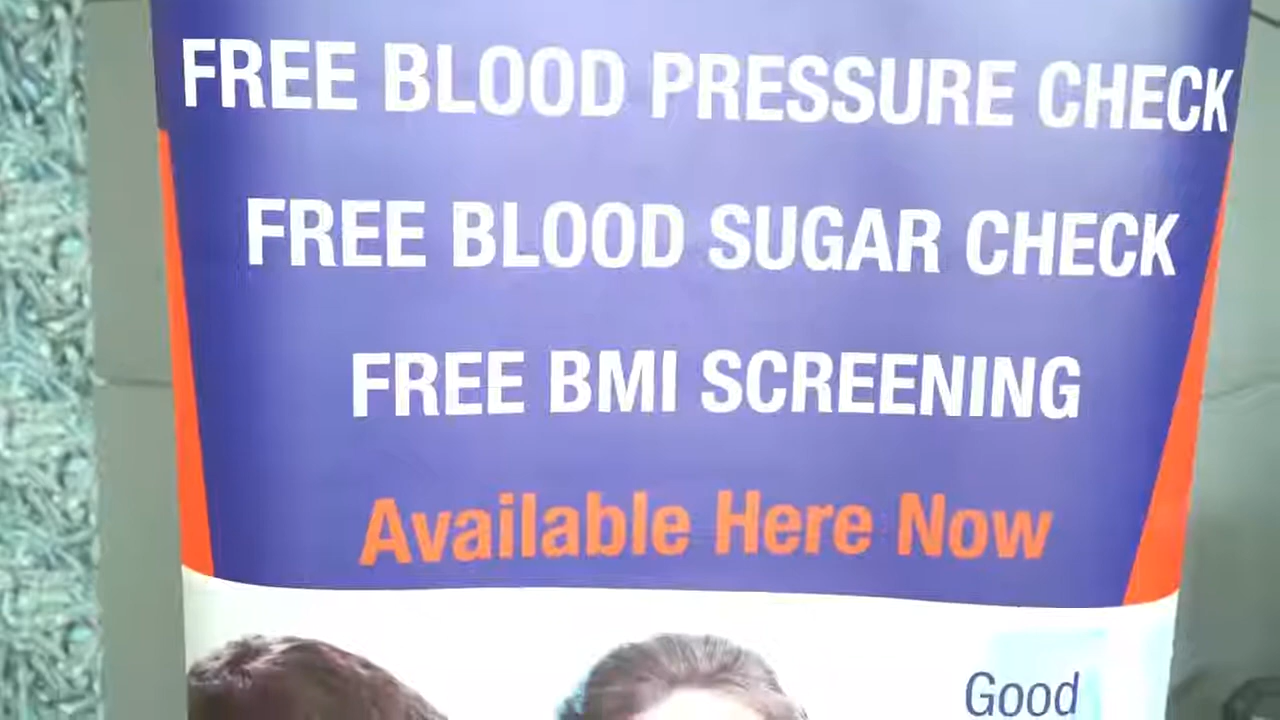 FREE BLOOD PRESSURE CHECK
FREE BLOOD SUGAR CHECK
FREE BMI SCREENING
Available Here Now
Good